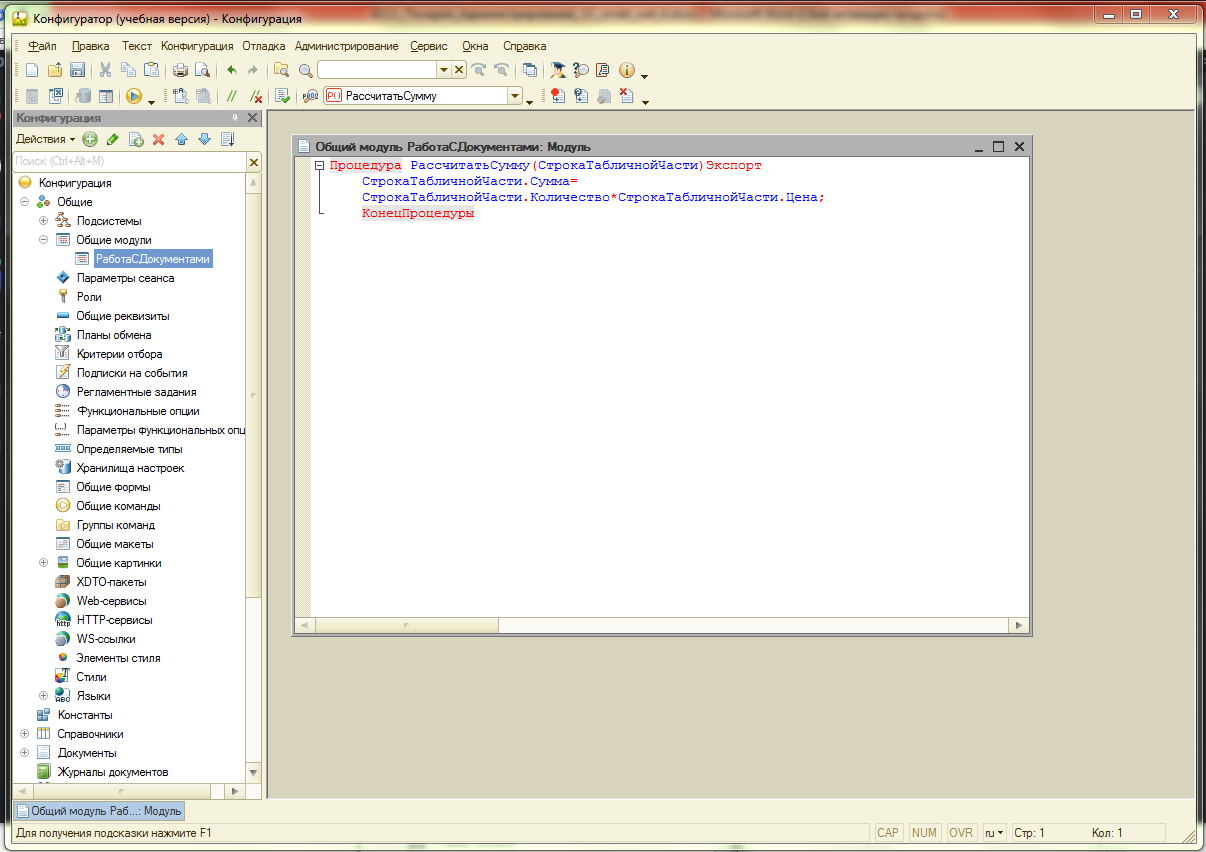 Конфигуратор (учебная версия) - Конфигурация
Файл Правка Текст Конфигурация Отладка Администрирование Сервис Окна Справка
РассчитатьСумму
Конфигурация
Действия
Поиск (Ctrl+Alt+M)
Конфигурация
Общие
Подсистемы
Общие модули
РаботаСДокументами
Параметры сеанса
Роли
Общие реквизиты
Планы обмена
Критерии отбора
Подписки на события
Регламентные задания
Функциональные опции
Параметры функциональных опц
Определяемые типы
Хранилища настроек
Общие формы
Общие команды
Группы команд
Общие макеты
Общие картинки
XDTO-пакеты
Web-сервисы
HTTP-сервисы
WS-ссылки
Элементы стиля
Стили
Языки
Константы
Справочники
Документы
Журналы документов
Общий модуль РаботаСДокументами: Модуль
Процедура РассчитатьСумму(СтрокаТабличнойЧасти)Экспорт
СтрокаТабличнойЧасти.Сумма=
СтрокаТабличнойЧасти.Количество*СтрокаТабличнойЧасти.Цена;
КонецПроцедуры
Общий модуль Раб...: Модуль
Для получения подсказки нажмите F1
CAP NUM OVR ru Стр: 1 Кол: 1